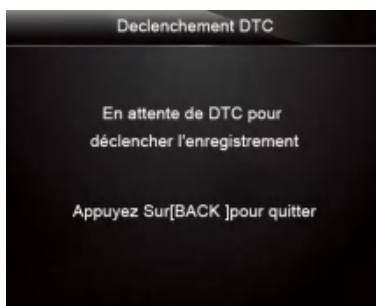 Declenchement DTC
En attente de DTC pour
déclencher l'enregistrement
Appuyez Sur[BACK ]pour quitter